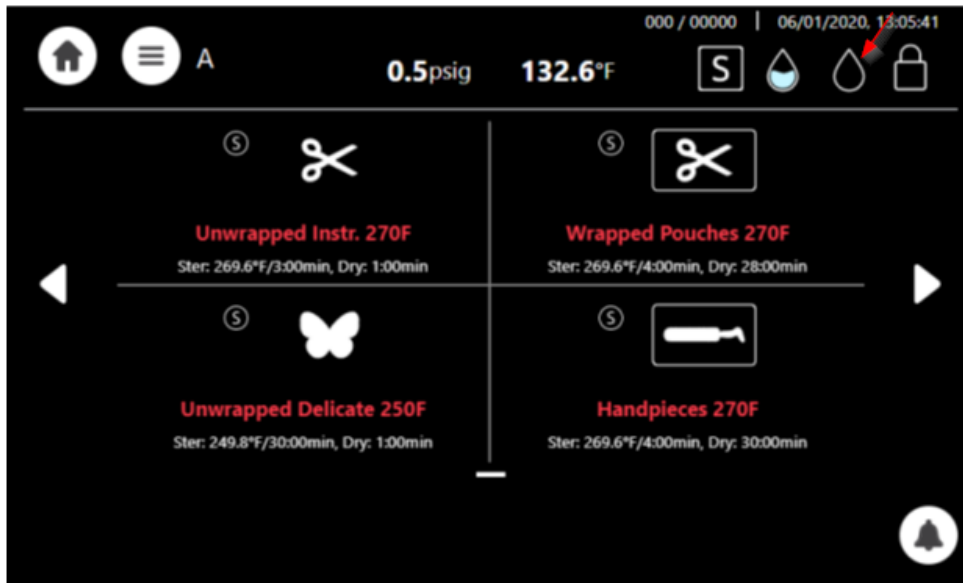 000 / 00000 | 06/01/2020, 13:05:41
A 0.5psig 132.6°F S
S S
Unwrapped Instr. 270F Wrapped Pouches 270F
Ster: 269.6°F/3:00min, Dry: 1:00min Ster: 269.6°F/4:00min, Dry: 28:00min
S S
Unwrapped Delicate 250F Handpieces 270F
Ster: 249.8°F/30:00min, Dry: 1:00min Ster: 269.6°F/4:00min, Dry: 30:00min